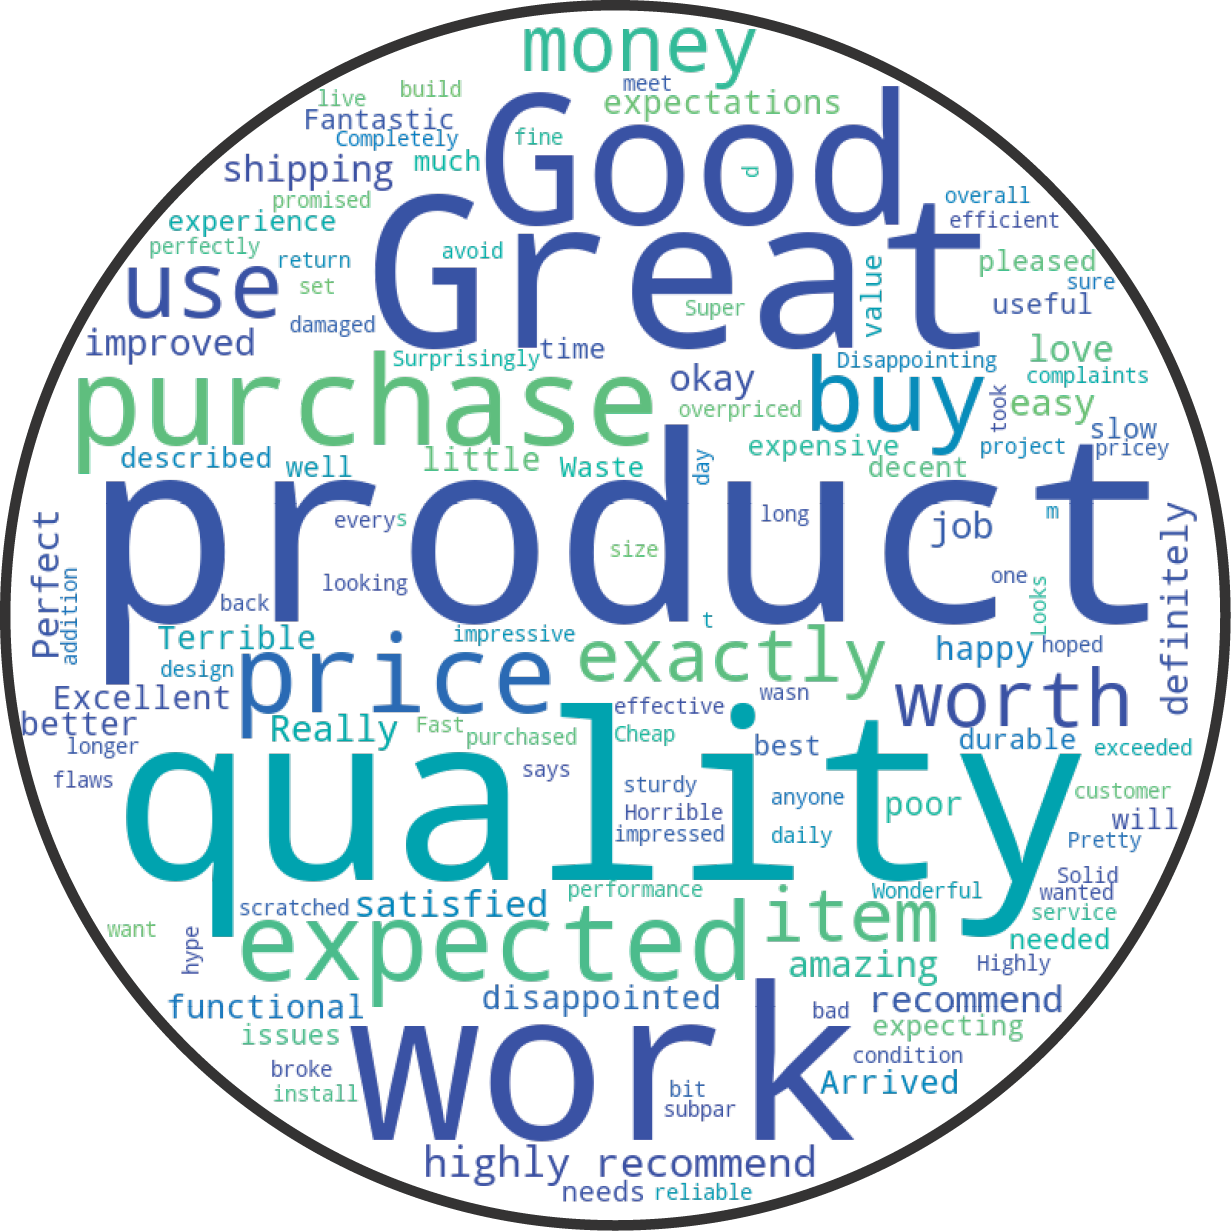 money
meet
live
build
expectations
Fantastic
Good
Completely
fine
shipping
much
p
promised
overall
experience
efficient
Great
perfectly
return
avoid
value
pleased
use
set
sure
Super
useful
damaged
improved
time
Surprisingly
Disappointing
love
purchase
okay
buy
complaints
overpriced
took
easy
slow
expensive
project
pricey
described
well
little
Waste
day
decent
product
Perfect
every
s
long
job
m
definitely
size
looking
one
Looks
addition
back
t
Terrible
impressive
exactly
happy
hoped
design
price
Excellent
wasn
worth
better
Really
Fast
effective
longer
purchased
Cheap
best
durable
exceeded
flaws
says
quality
sturdy
anyone
poor
customer
Horrible
will
impressed
daily
Pretty
Solid
performance
Wonderful
wanted
scratched
satisfied
item
service
want
hype
expected
needed
amazing
Highly
functional
disappointed
bad
recommend
issues
expecting
work
condition
broke
install
bit
Arrived
subpar
highly recommend
needs
reliable